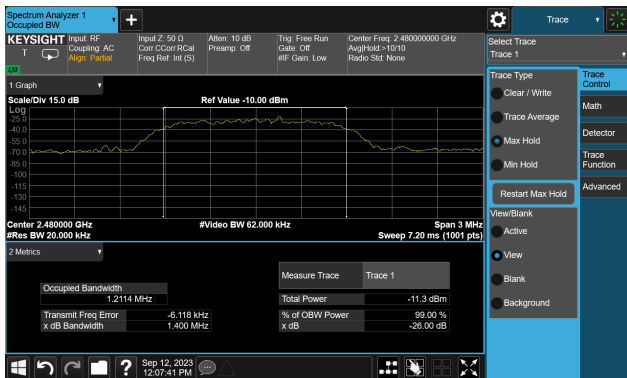 Spectrum Analyzer 1
Occupied BW
Trace
KEYSIGHT
Input: RF
Coupling: AC
Align: Partial
Input Z: 50 Ω
Corr CCorr RCal
Freq Ref: Int (S)
Atten: 10 dB
Preamp: Off
Trig: Free Run
Gate: Off
#IF Gain: Low
Center Freq: 2.480000000 GHz
Avg|Hold:>10/10
Radio Std: None
T
LXI
1 Graph
Scale/Div 15.0 dB
Ref Value -10.00 dBm
Log
-25.0
-40.0
-55.0
-70.0
-85.0
-100
-115
-130
-145
Center 2.480000 GHz
#Video BW 62.000 kHz
Span 3 MHz
#Res BW 20.000 kHz
Sweep 7.20 ms (1001 pts)
2 Metrics
Measure Trace Trace 1
Occupied Bandwidth
1.2114 MHz
Total Power -11.3 dBm
Transmit Freq Error -6.118 kHz
% of OBW Power 99.00 %
x dB Bandwidth 1.400 MHz
x dB -26.00 dB
Sep 12, 2023
12:07:41 PM
?
Select Trace
Trace 1
Trace Type
Clear / Write
Trace Average
Max Hold
Min Hold
Restart Max Hold
View/Blank
Active
View
Blank
Background
Trace
Control
Math
Detector
Trace
Function
Advanced